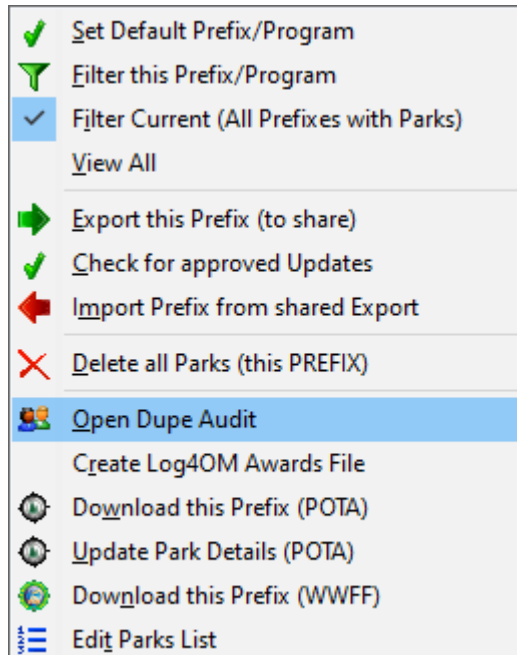 Set Default Prefix/Program
Filter this Prefix/Program
Filter Current (All Prefixes with Parks)
View All
Export this Prefix (to share)
Check for approved Updates
Import Prefix from shared Export
Delete all Parks (this PREFIX)
Open Dupe Audit
Create Log4OM Awards File
Download this Prefix (POTA)
Update Park Details (POTA)
Download this Prefix (WWFF)
Edit Parks List